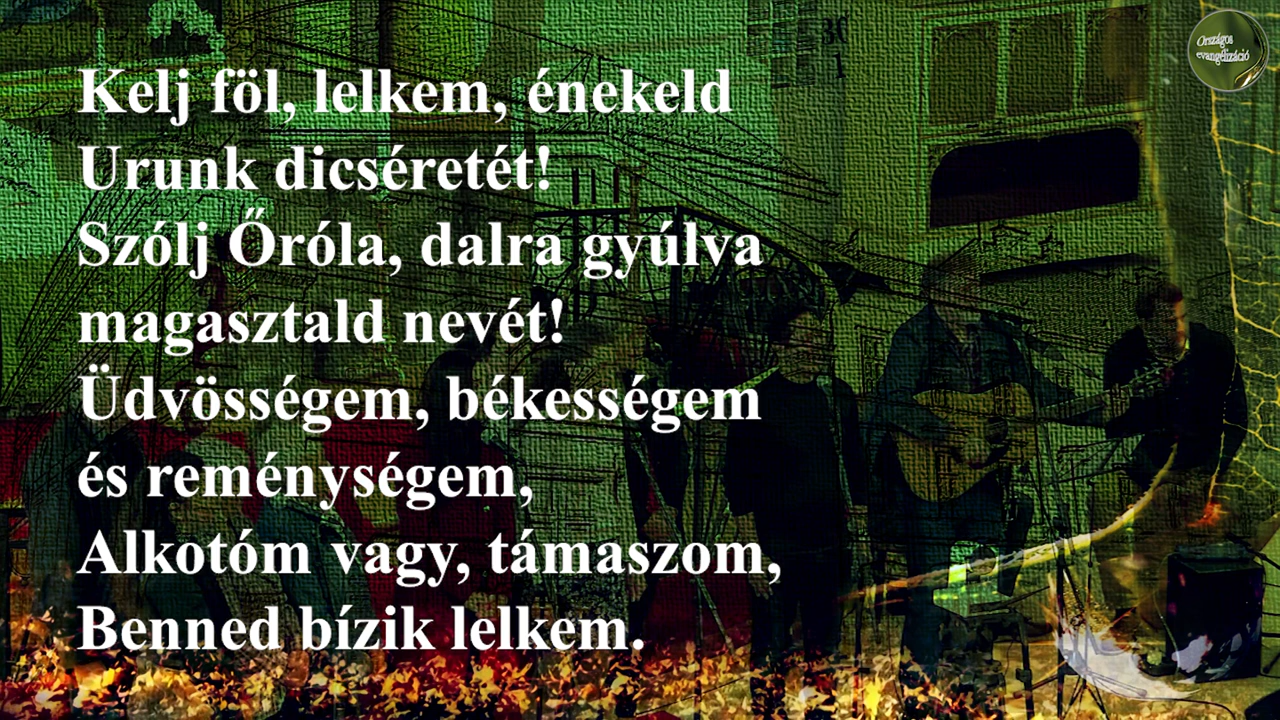 Kelj föl, lelkem, énekeld
Urunk dicséretét!
Szólj Őróla, dalra gyúlva
magasztald nevét!
Üdvösségem, békességem
és reménységem,
Alkotóm vagy, támaszom,
Benned bízik lelkem.
Országos
evangélizáció